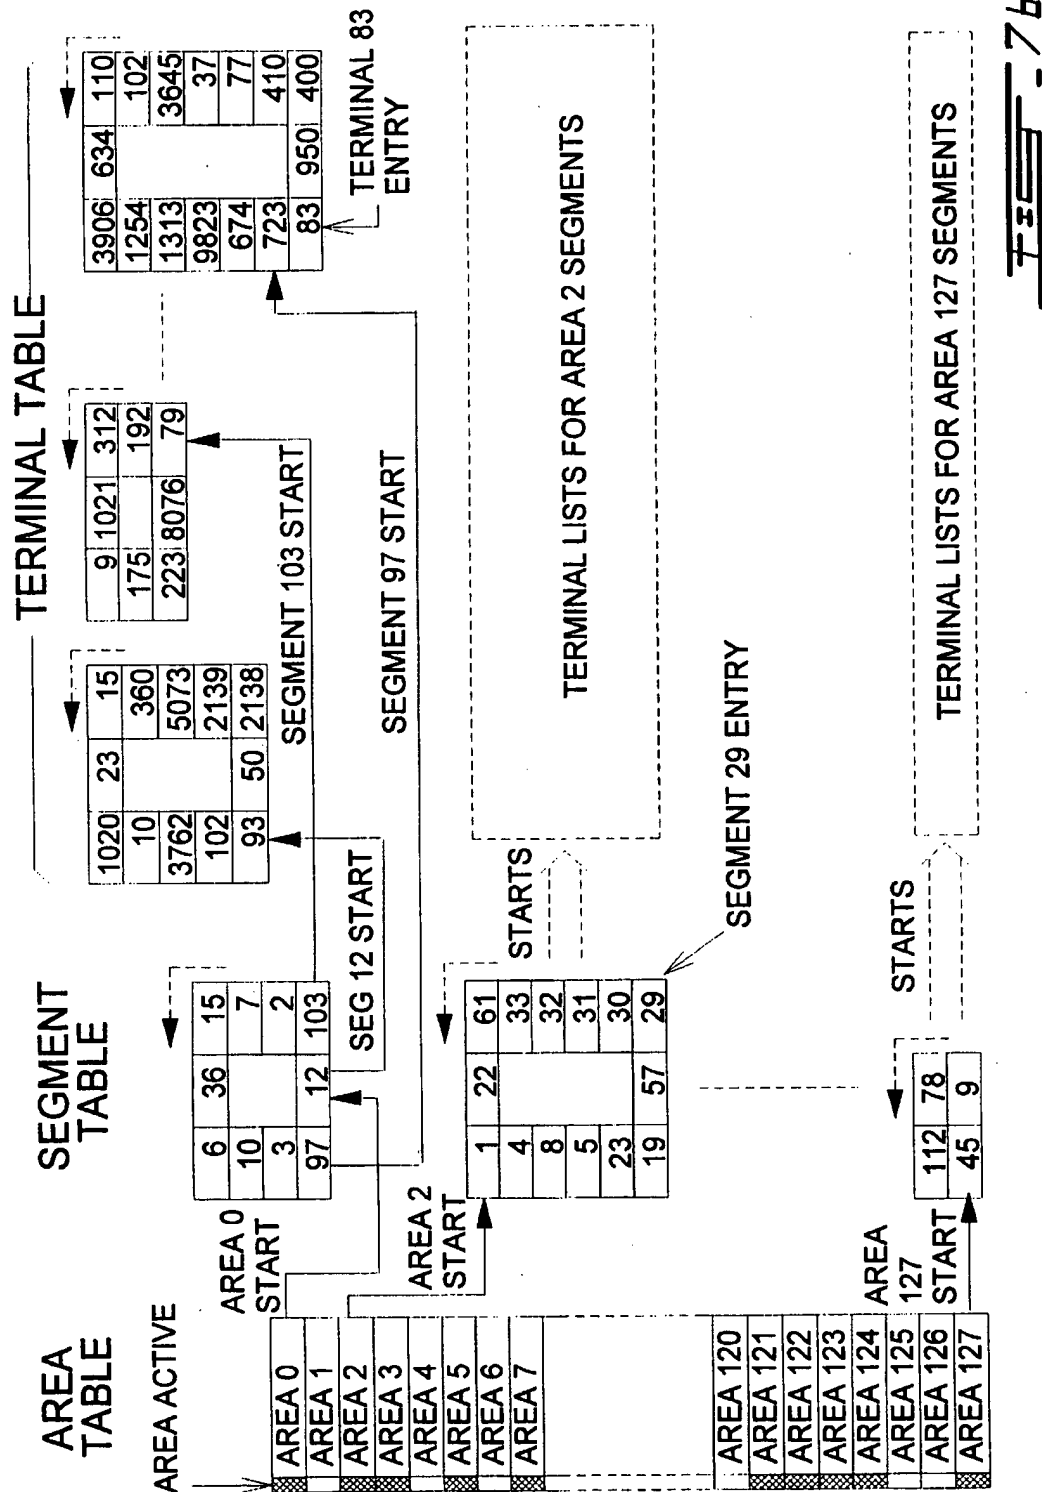 AREA
TABLE
SEGMENT
TABLE
TERMINAL TABLE
AREA ACTIVE
AREA 0
AREA 1
AREA 2
AREA 3
AREA 4
AREA 5
AREA 6
AREA 7
AREA 120
AREA 121
AREA 122
AREA 123
AREA 124
AREA 125
AREA 126
AREA 127
AREA 0
START
6 36 15
10 7
3 2
97 12 103
SEG 12 START
SEGMENT 103 START
SEGMENT 97 START
1020 23 15
10 360
3762 5073
102 2139
93 50 2138
9 1021 312
175 192
223 8076 79
3906 634 110
1254 102
1313 3645
9823 37
674 77
723 410
83 950 400
TERMINAL 83
ENTRY
AREA 2
START
1 22 61
4 33
8 32
5 31
23 30
19 57 29
STARTS
SEGMENT 29 ENTRY
TERMINAL LISTS FOR AREA 2 SEGMENTS
AREA
127
START
112 78
45 9
STARTS
TERMINAL LISTS FOR AREA 127 SEGMENTS